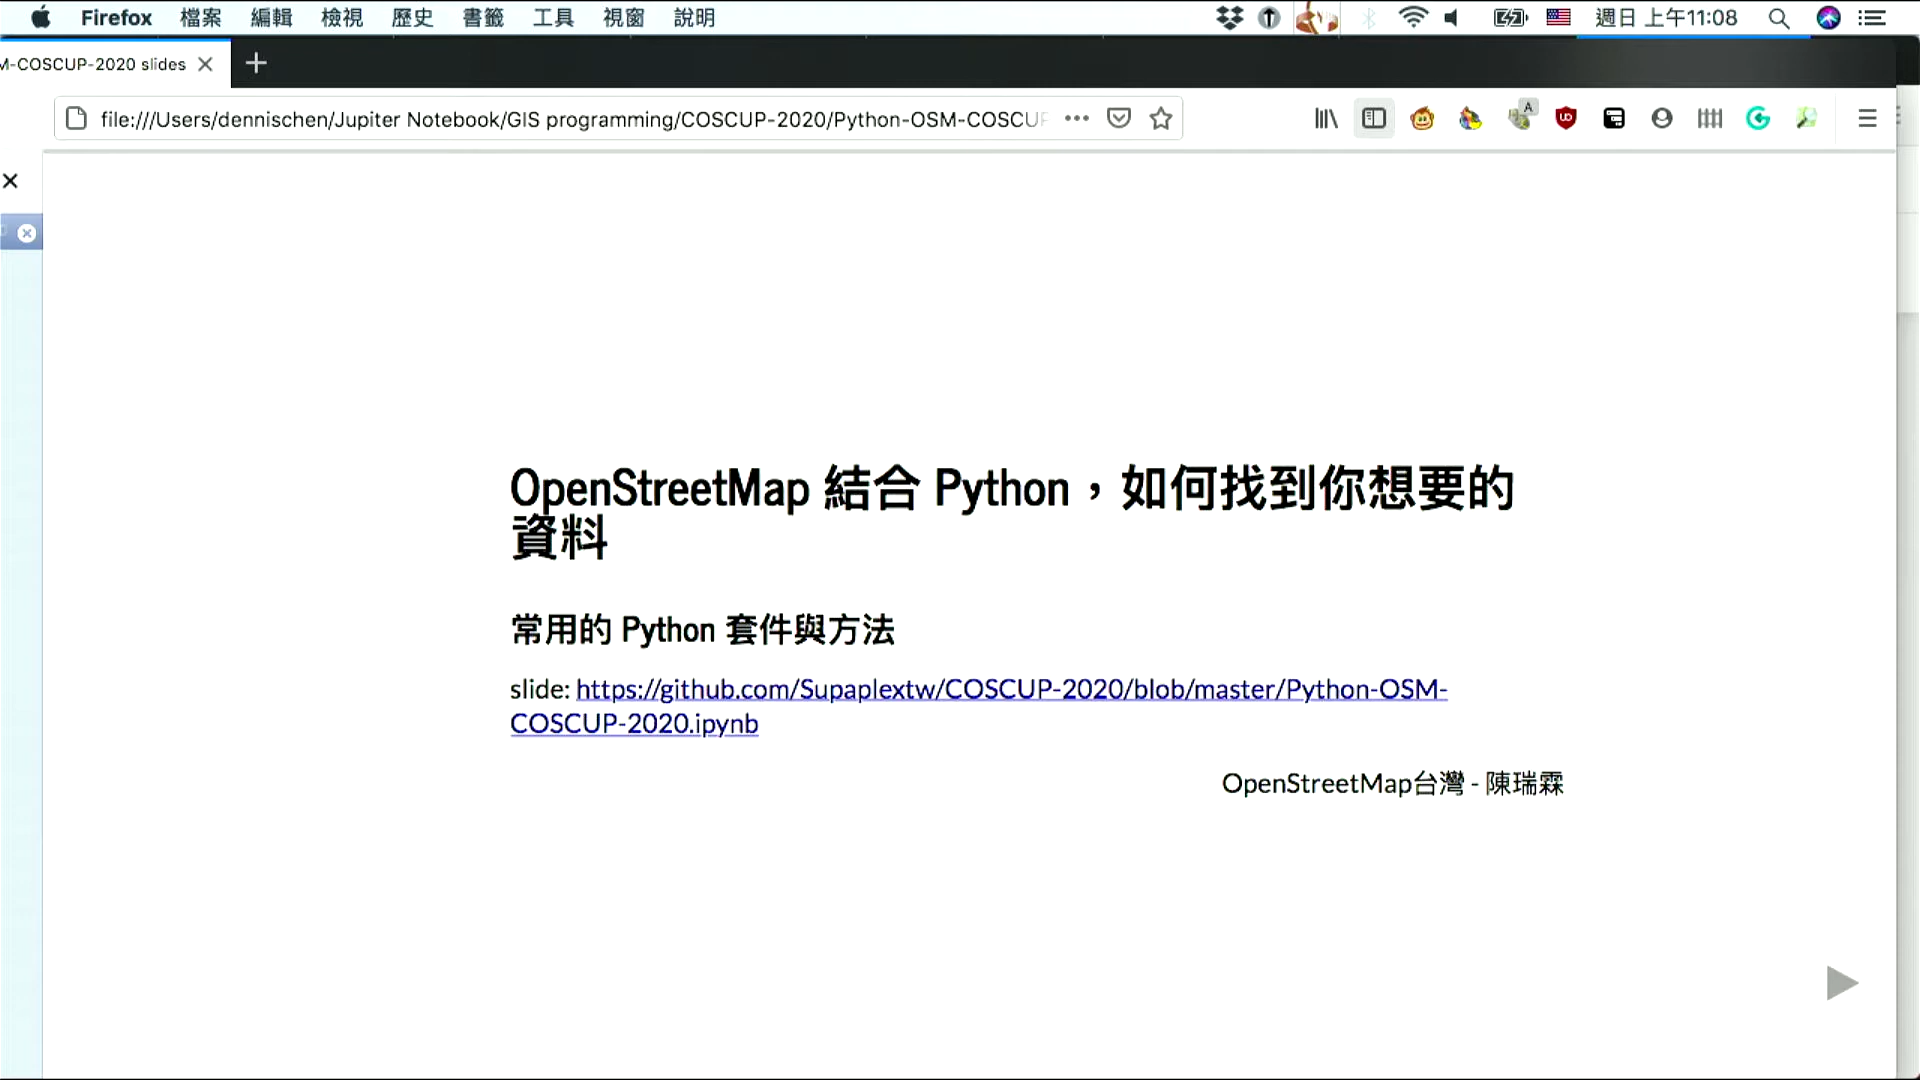 Firefox 檔案 編輯 檢視 歷史 書籤 工具 視窗 說明 週日 上午11:08
M-COSCUP-2020 slides
file:///Users/dennischen/Jupiter Notebook/GIS programming/COSCUP-2020/Python-OSM-COSCUP
OpenStreetMap 結合 Python，如何找到你想要的
資料
常用的 Python 套件與方法
slide: https://github.com/Supaplextw/COSCUP-2020/blob/master/Python-OSM-
COSCUP-2020.ipynb
OpenStreetMap台灣 - 陳瑞霖